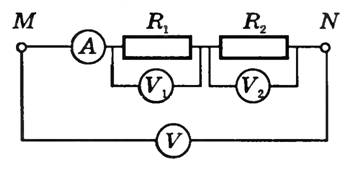 M R₁ R₂ N
A
V₁ V₂
V